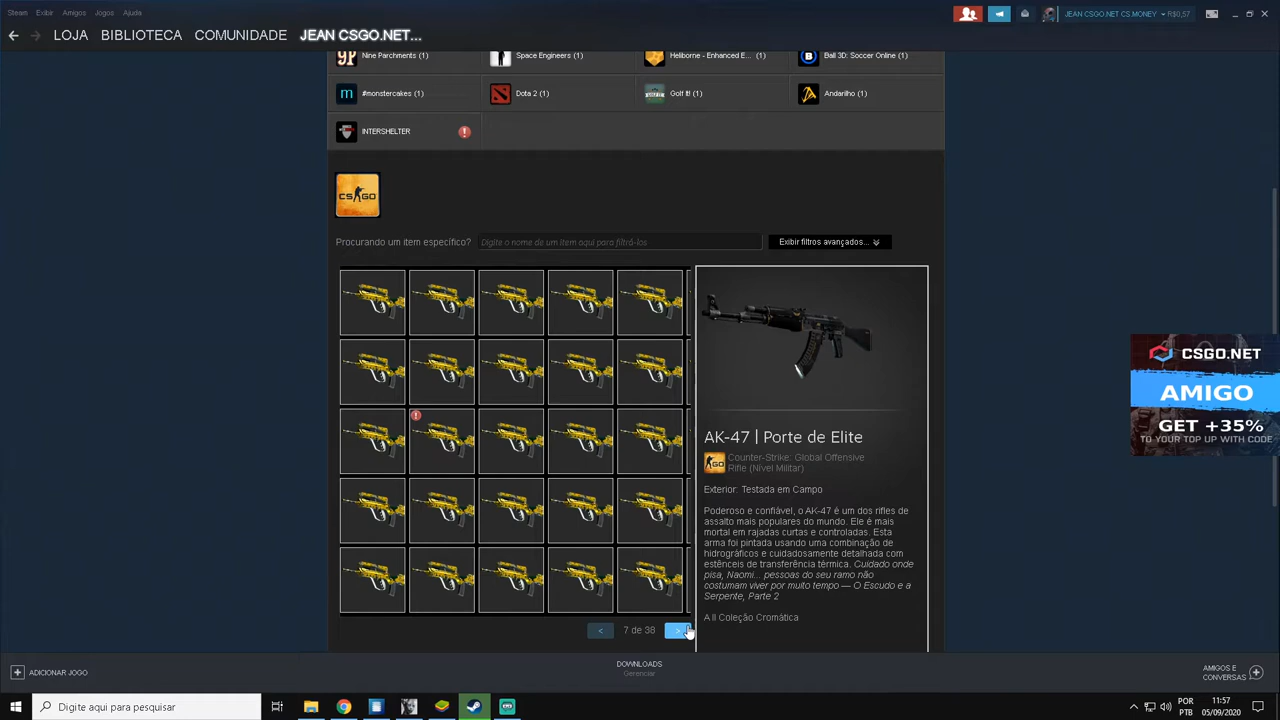 Steam Exibir Amigos Jogos Ajuda
JEAN CSGO.NET CS.MONEY R$0,57
LOJA BIBLIOTECA COMUNIDADE JEAN CSGO.NET...
Nine Parchments (1)
Space Engineers (1)
Heliborne - Enhanced E... (1)
Ball 3D: Soccer Online (1)
#monstercakes (1)
Dota 2 (1)
Golf It! (1)
Andarilho (1)
INTERSHELTER
CS GO
Procurando um item específico? Digite o nome de um item aqui para filtrá-los Exibir filtros avançados...
AK-47 | Porte de Elite
Counter-Strike: Global Offensive
Rifle (Nível Militar)
Exterior: Testada em Campo
Poderoso e confiável, o AK-47 é um dos rifles de
assalto mais populares do mundo. Ele é mais
mortal em rajadas curtas e controladas. Esta
arma foi pintada usando uma combinação de
hidrográficos e cuidadosamente detalhada com
estênceis de transferência térmica. Cuidado onde
pisa, Naomi... pessoas do seu ramo não
costumam viver por muito tempo — O Escudo e a
Serpente, Parte 2
A II Coleção Cromática
< 7 de 38 >
CSGO.NET
AMIGO
GET +35%
TO YOUR TOP UP WITH CODE
ADICIONAR JOGO
DOWNLOADS
Gerenciar
AMIGOS E
CONVERSAS
Digite aqui para pesquisar
POR
PTB
11:57
05/09/2020